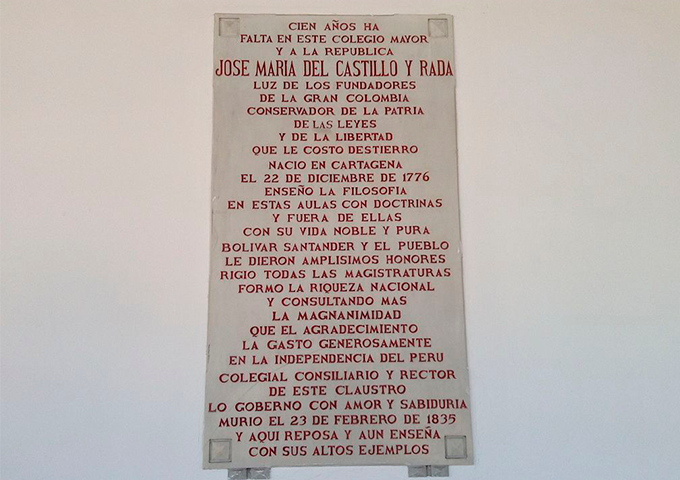 CIEN AÑOS HA
FALTA EN ESTE COLEGIO MAYOR
Y A LA REPUBLICA
JOSE MARIA DEL CASTILLO Y RADA
LUZ DE LOS FUNDADORES
DE LA GRAN COLOMBIA
CONSERVADOR DE LA PATRIA
DE LAS LEYES
Y DE LA LIBERTAD
QUE LE COSTO DESTIERRO
NACIO EN CARTAGENA
EL 22 DE DICIEMBRE DE 1776
ENSEÑO LA FILOSOFIA
EN ESTAS AULAS CON DOCTRINAS
Y FUERA DE ELLAS
CON SU VIDA NOBLE Y PURA
BOLIVAR SANTANDER Y EL PUEBLO
LE DIERON AMPLISIMOS HONORES
RIGIO TODAS LAS MAGISTRATURAS
FORMO LA RIQUEZA NACIONAL
Y CONSULTANDO MAS
LA MAGNANIMIDAD
QUE EL AGRADECIMIENTO
LA GASTO GENEROSAMENTE
EN LA INDEPENDENCIA DEL PERU
COLEGIAL CONSILIARIO Y RECTOR
DE ESTE CLAUSTRO
LO GOBERNO CON AMOR Y SABIDURIA
MURIO EL 23 DE FEBRERO DE 1835
Y AQUI REPOSA Y AUN ENSEÑA
CON SUS ALTOS EJEMPLOS